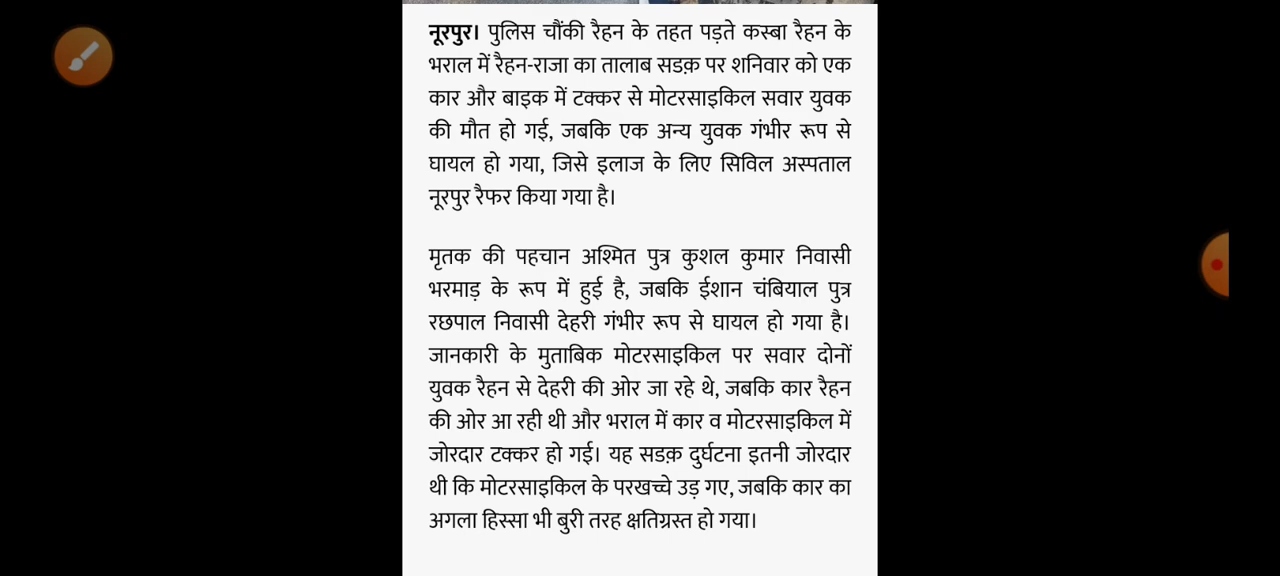 नूरपुर। पुलिस चौंकी रैहन के तहत पड़ते कस्बा रैहन के
भराल में रैहन-राजा का तालाब सडक़ पर शनिवार को एक
कार और बाइक में टक्कर से मोटरसाइकिल सवार युवक
की मौत हो गई, जबकि एक अन्य युवक गंभीर रूप से
घायल हो गया, जिसे इलाज के लिए सिविल अस्पताल
नूरपुर रैफर किया गया है।
मृतक की पहचान अश्मित पुत्र कुशल कुमार निवासी
भरमाड़ के रूप में हुई है, जबकि ईशान चंबियाल पुत्र
रछपाल निवासी देहरी गंभीर रूप से घायल हो गया है।
जानकारी के मुताबिक मोटरसाइकिल पर सवार दोनों
युवक रैहन से देहरी की ओर जा रहे थे, जबकि कार रैहन
की ओर आ रही थी और भराल में कार व मोटरसाइकिल में
जोरदार टक्कर हो गई। यह सडक़ दुर्घटना इतनी जोरदार
थी कि मोटरसाइकिल के परखच्चे उड़ गए, जबकि कार का
अगला हिस्सा भी बुरी तरह क्षतिग्रस्त हो गया।